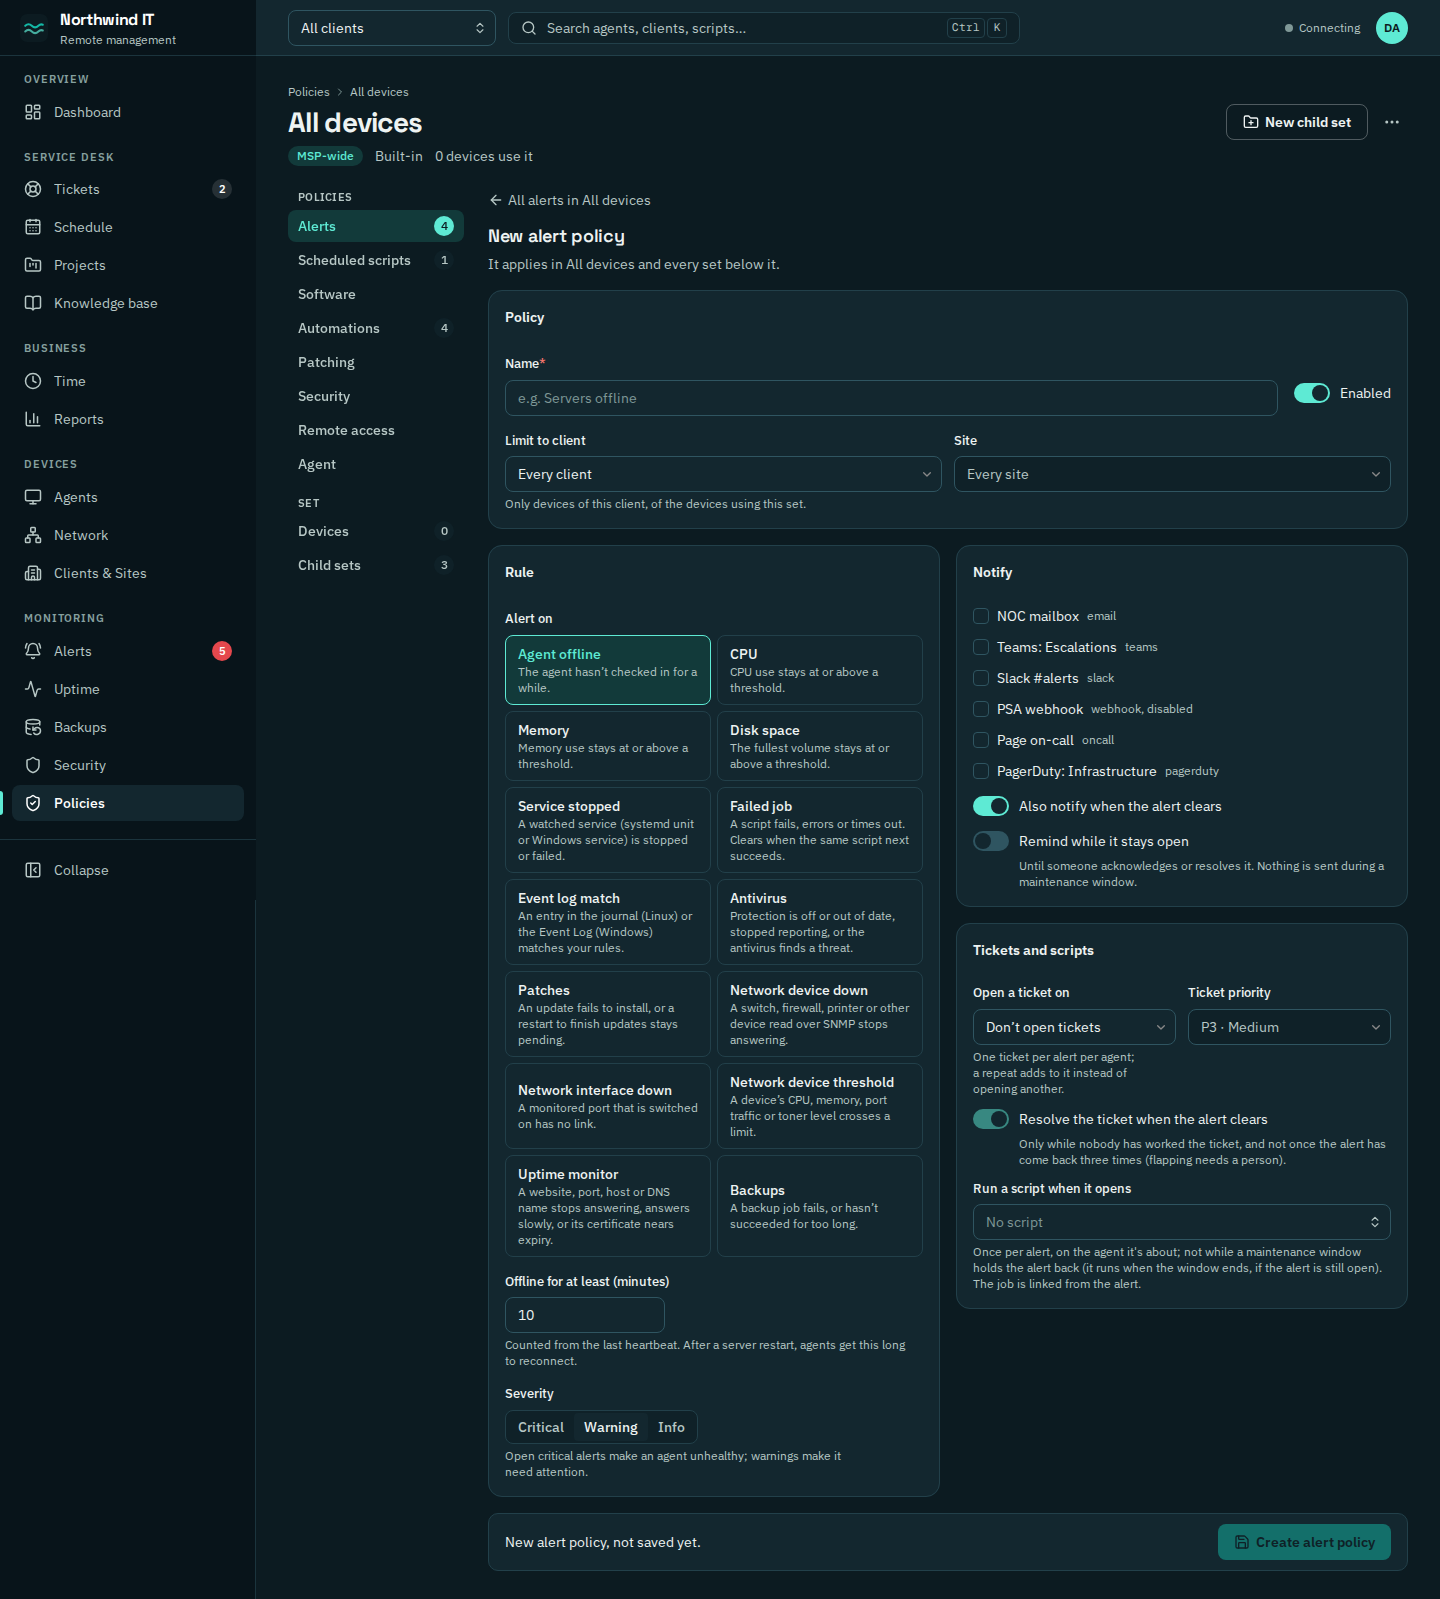 Northwind IT
Remote management
All clients
Search agents, clients, scripts...
Ctrl K
Connecting
DA
OVERVIEW
Dashboard
SERVICE DESK
Tickets 2
Schedule
Projects
Knowledge base
BUSINESS
Time
Reports
DEVICES
Agents
Network
Clients & Sites
MONITORING
Alerts 5
Uptime
Backups
Security
Policies
Collapse
Policies > All devices
All devices
MSP-wide Built-in 0 devices use it
New child set
POLICIES
Alerts 4
Scheduled scripts 1
Software
Automations 4
Patching
Security
Remote access
Agent
SET
Devices 0
Child sets 3
All alerts in All devices
New alert policy
It applies in All devices and every set below it.
Policy
Name*
e.g. Servers offline
Enabled
Limit to client
Every client
Only devices of this client, of the devices using this set.
Site
Every site
Rule
Alert on
Agent offline
The agent hasn't checked in for a
while.
CPU
CPU use stays at or above a
threshold.
Memory
Memory use stays at or above a
threshold.
Disk space
The fullest volume stays at or
above a threshold.
Service stopped
A watched service (systemd unit
or Windows service) is stopped
or failed.
Failed job
A script fails, errors or times out.
Clears when the same script next
succeeds.
Event log match
An entry in the journal (Linux) or
the Event Log (Windows)
matches your rules.
Antivirus
Protection is off or out of date,
stopped reporting, or the
antivirus finds a threat.
Patches
An update fails to install, or a
restart to finish updates stays
pending.
Network device down
A switch, firewall, printer or other
device read over SNMP stops
answering.
Network interface down
A monitored port that is switched
on has no link.
Network device threshold
A device's CPU, memory, port
traffic or toner level crosses a
limit.
Uptime monitor
A website, port, host or DNS
name stops answering, answers
slowly, or its certificate nears
expiry.
Backups
A backup job fails, or hasn't
succeeded for too long.
Offline for at least (minutes)
10
Counted from the last heartbeat. After a server restart, agents get this long
to reconnect.
Severity
Critical Warning Info
Open critical alerts make an agent unhealthy; warnings make it
need attention.
Notify
NOC mailbox email
Teams: Escalations teams
Slack #alerts slack
PSA webhook webhook, disabled
Page on-call oncall
PagerDuty: Infrastructure pagerduty
Also notify when the alert clears
Remind while it stays open
Until someone acknowledges or resolves it. Nothing is sent during a
maintenance window.
Tickets and scripts
Open a ticket on
Don't open tickets
One ticket per alert per agent;
a repeat adds to it instead of
opening another.
Ticket priority
P3 · Medium
Resolve the ticket when the alert clears
Only while nobody has worked the ticket, and not once the alert has
come back three times (flapping needs a person).
Run a script when it opens
No script
Once per alert, on the agent it's about; not while a maintenance window
holds the alert back (it runs when the window ends, if the alert is still open).
The job is linked from the alert.
New alert policy, not saved yet.
Create alert policy